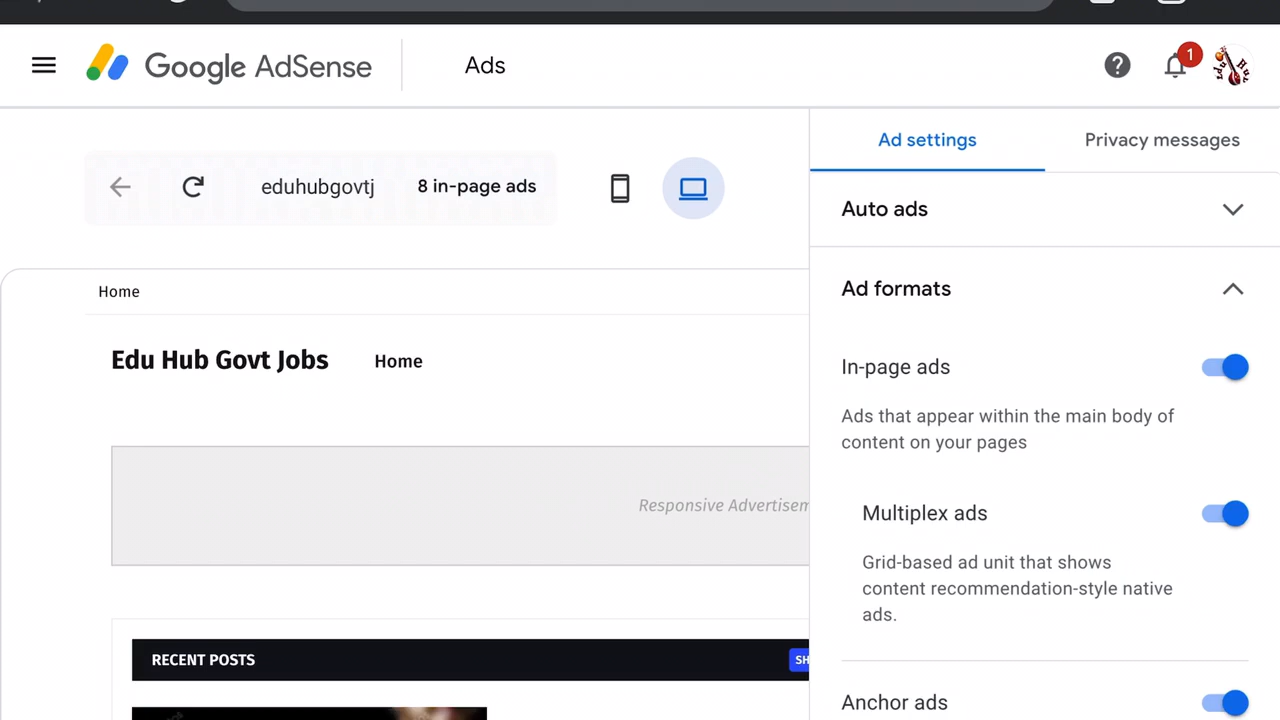 Google AdSense
Ads
1
Ad settings
Privacy messages
eduhubgovtj
8 in-page ads
Auto ads
Ad formats
Home
Edu Hub Govt Jobs
Home
In-page ads
Ads that appear within the main body of
content on your pages
Responsive Advertisem
Multiplex ads
Grid-based ad unit that shows
content recommendation-style native
ads.
RECENT POSTS
SH
Anchor ads